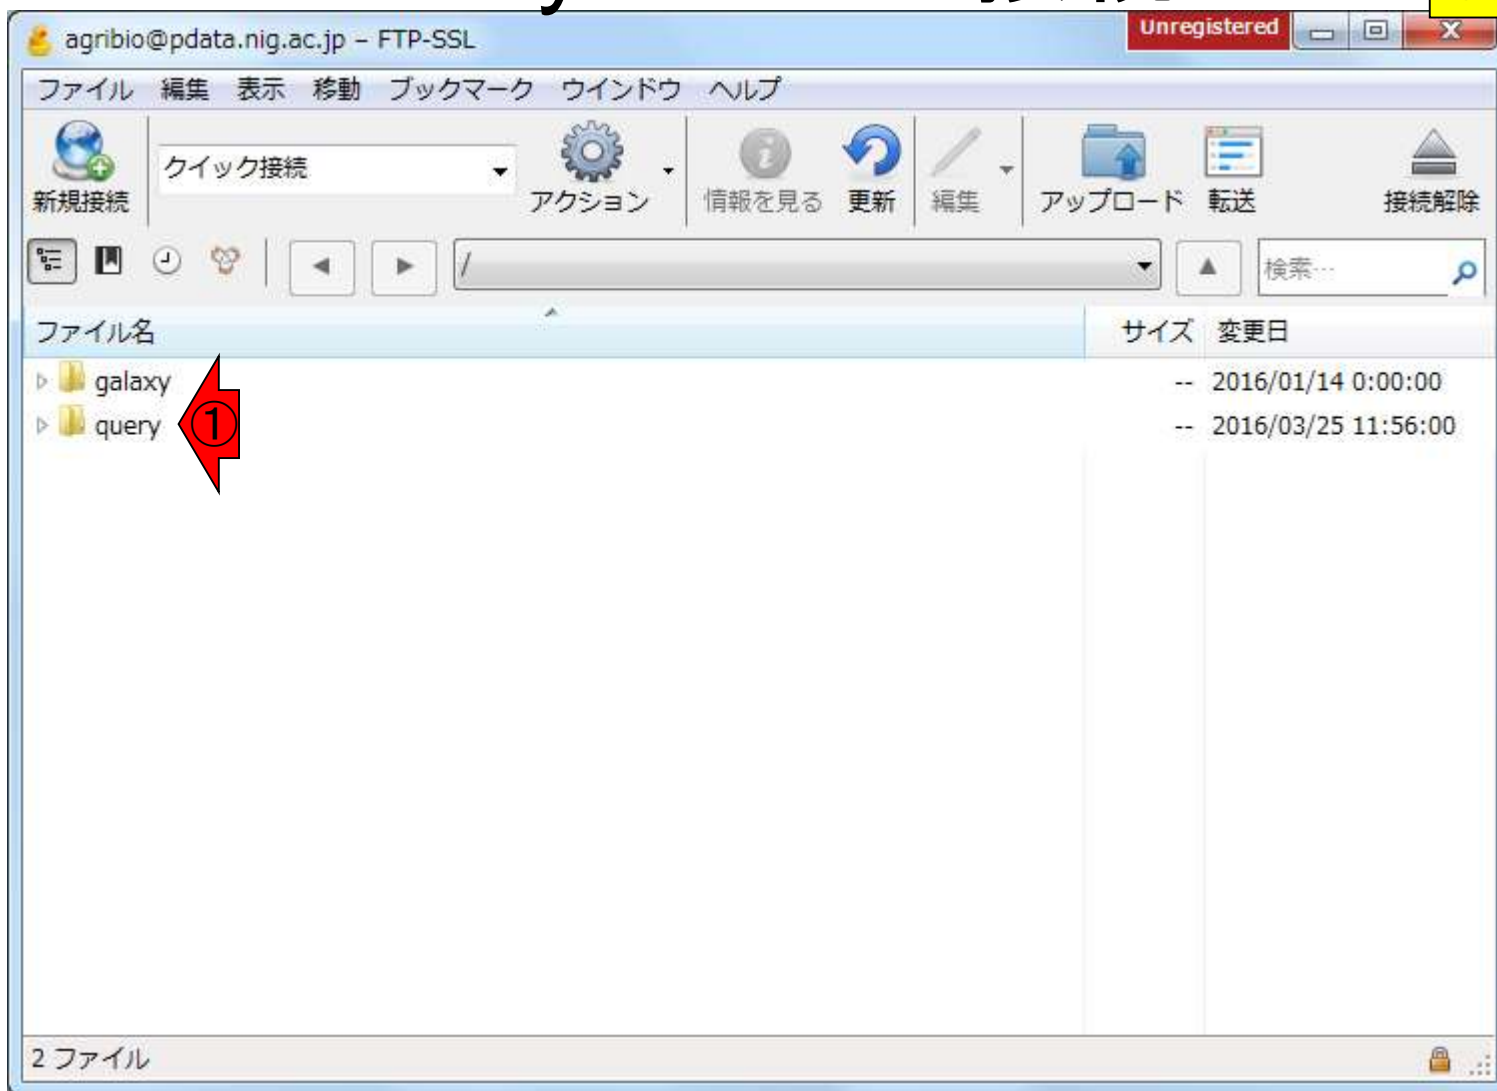 agribio@pdata.nig.ac.jp – FTP-SSL
Unregistered
ファイル 編集 表示 移動 ブックマーク ウインドウ ヘルプ
クイック接続
新規接続 アクション 情報を見る 更新 編集 アップロード 転送 接続解除
/
検索…
ファイル名 サイズ 変更日
galaxy -- 2016/01/14 0:00:00
query ① -- 2016/03/25 11:56:00
2 ファイル